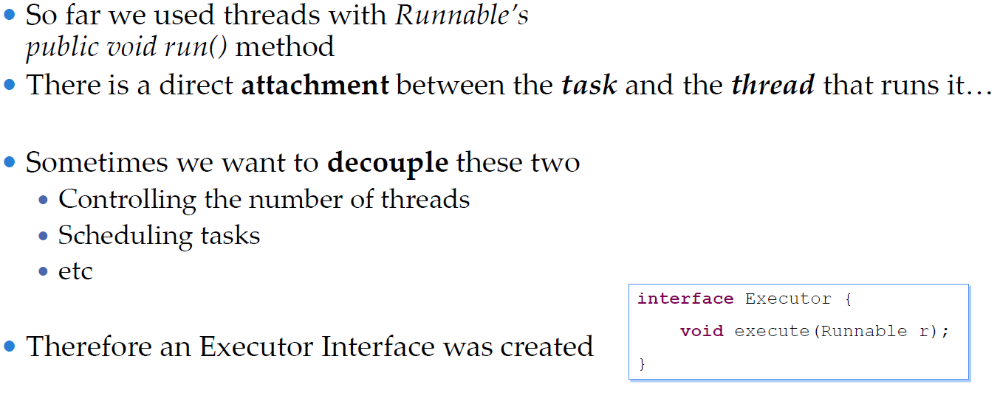 So far we used threads with Runnable's
public void run() method
There is a direct attachment between the task and the thread that runs it…
Sometimes we want to decouple these two
Controlling the number of threads
Scheduling tasks
etc
Therefore an Executor Interface was created
interface Executor {
void execute(Runnable r);
}